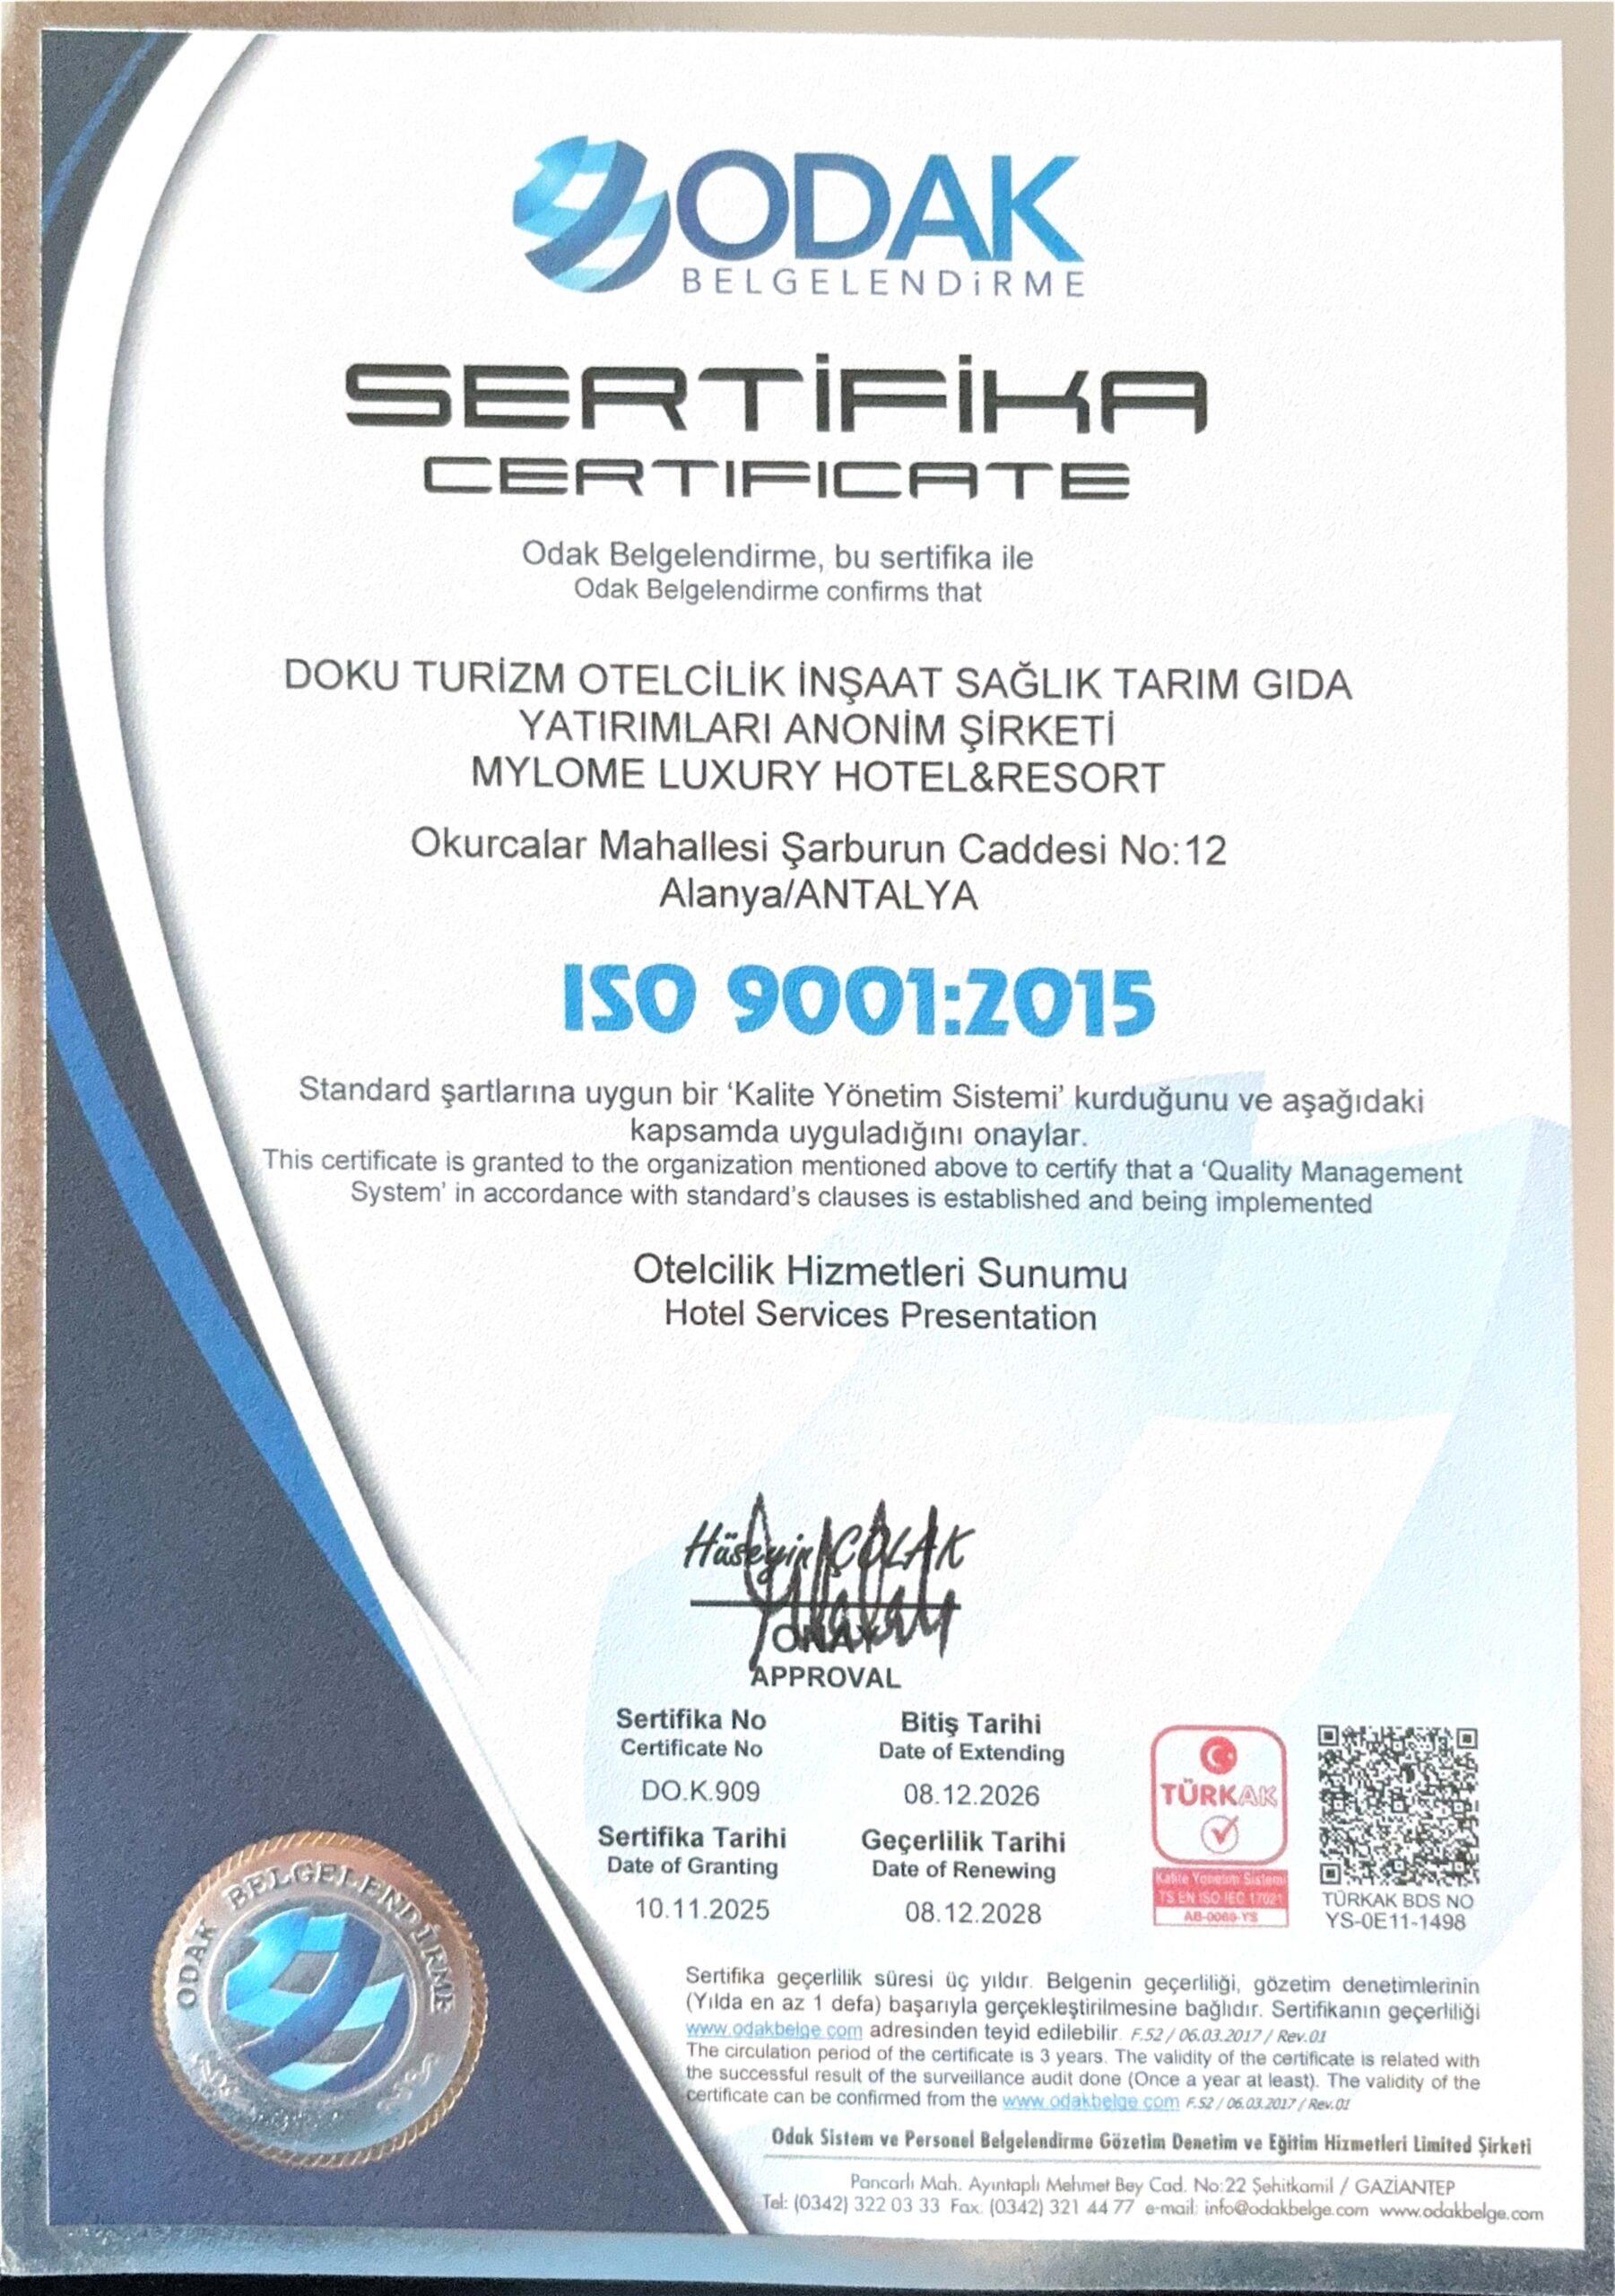 ODAK
BELGELENDiRME
SERTİFİKA
CERTIFICATE
Odak Belgelendirme, bu sertifika ile
Odak Belgelendirme confirms that
DOKU TURİZM OTELCİLİK İNŞAAT SAĞLIK TARIM GIDA
YATIRIMLARI ANONİM ŞİRKETİ
MYLOME LUXURY HOTEL&RESORT
Okurcalar Mahallesi Şarburun Caddesi No:12
Alanya/ANTALYA
ISO 9001:2015
Standard şartlarına uygun bir ‘Kalite Yönetim Sistemi’ kurduğunu ve aşağıdaki
kapsamda uyguladığını onaylar.
This certificate is granted to the organization mentioned above to certify that a ‘Quality Management
System’ in accordance with standard’s clauses is established and being implemented
Otelcilik Hizmetleri Sunumu
Hotel Services Presentation
Hüseyin ÇOLAK
ONAY
APPROVAL
Sertifika No
Certificate No
DO.K.909
Bitiş Tarihi
Date of Extending
08.12.2026
Sertifika Tarihi
Date of Granting
10.11.2025
Geçerlilik Tarihi
Date of Renewing
08.12.2028
TÜRKAK
Kalite Yönetim Sistemi
TS EN ISO IEC 17021
AB-0069-YS
TÜRKAK BDS NO
YS-0E11-1498
ODAK BELGELENDİRME
Sertifika geçerlilik süresi üç yıldır. Belgenin geçerliliği, gözetim denetimlerinin
(Yılda en az 1 defa) başarıyla gerçekleştirilmesine bağlıdır. Sertifikanın geçerliliği
www.odakbelge.com adresinden teyid edilebilir. F.52 / 06.03.2017 / Rev.01
The circulation period of the certificate is 3 years. The validity of the certificate is related with
the successful result of the surveillance audit done (Once a year at least). The validity of the
certificate can be confirmed from the www.odakbelge.com F.52 / 06.03.2017 / Rev.01
Odak Sistem ve Personel Belgelendirme Gözetim Denetim ve Eğitim Hizmetleri Limited Şirketi
Pancarlı Mah. Ayıntaplı Mehmet Bey Cad. No:22 Şehitkamil / GAZİANTEP
Tel: (0342) 322 03 33 Fax: (0342) 321 44 77 e-mail: info@odakbelge.com www.odakbelge.com